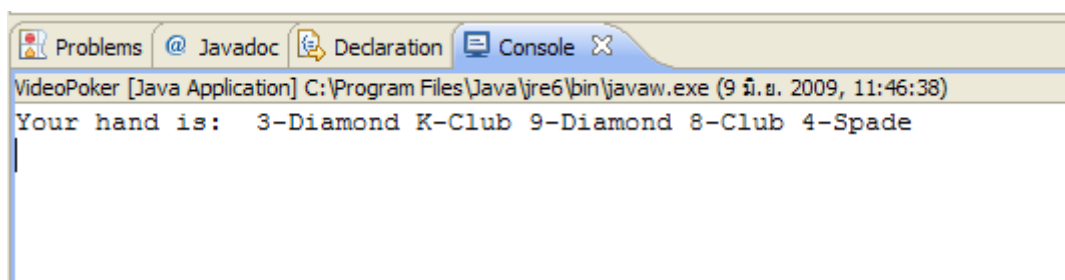 Problems @ Javadoc Declaration Console
VideoPoker [Java Application] C:\Program Files\Java\jre6\bin\javaw.exe (9 มิ.ย. 2009, 11:46:38)
Your hand is:  3-Diamond K-Club 9-Diamond 8-Club 4-Spade